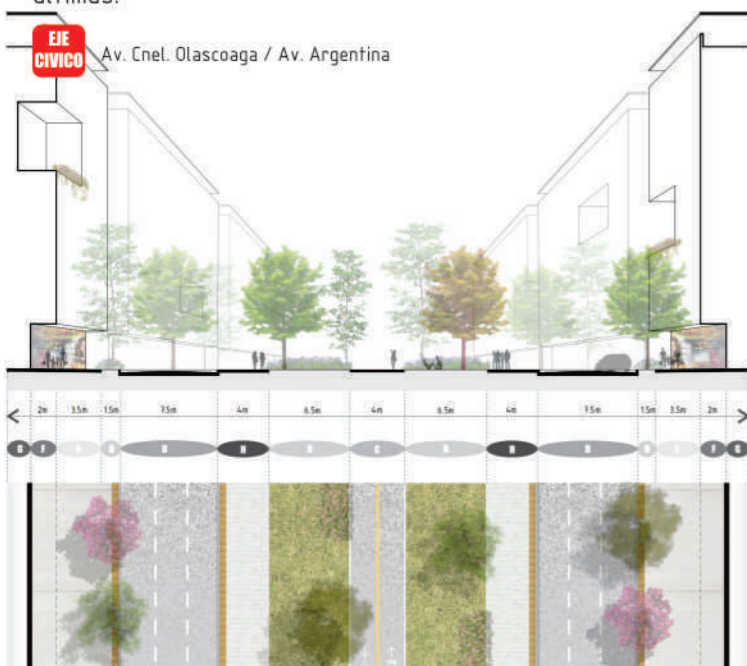 últimas.
EJE
CIVICO
Av. Cnel. Olascoaga / Av. Argentina
2m 3.5m 1.5m 7.5m 4m 6.5m 4m 6.5m 4m 7.5m 1.5m 3.5m 2m
G F B H C H B F G